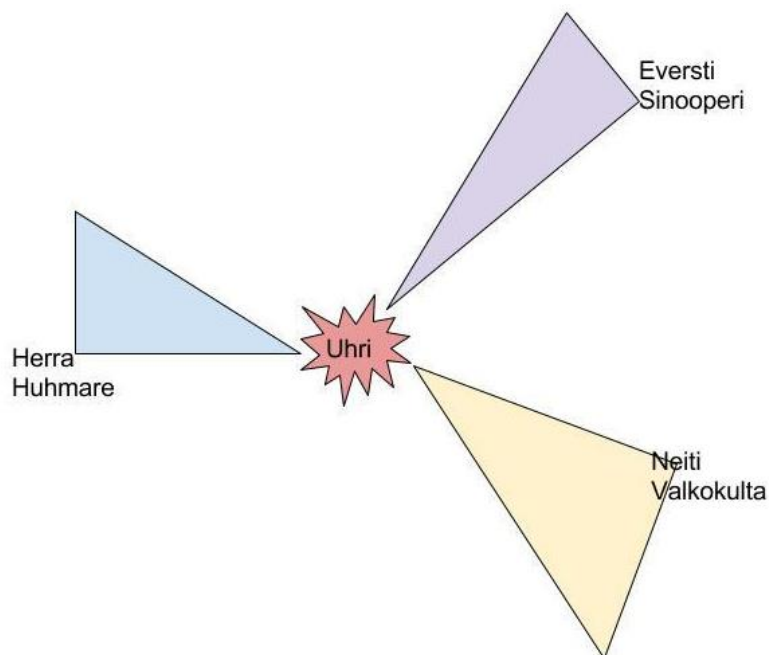 Eversti
Sinooperi
Uhri
Herra
Huhmare
Neiti
Valkokulta